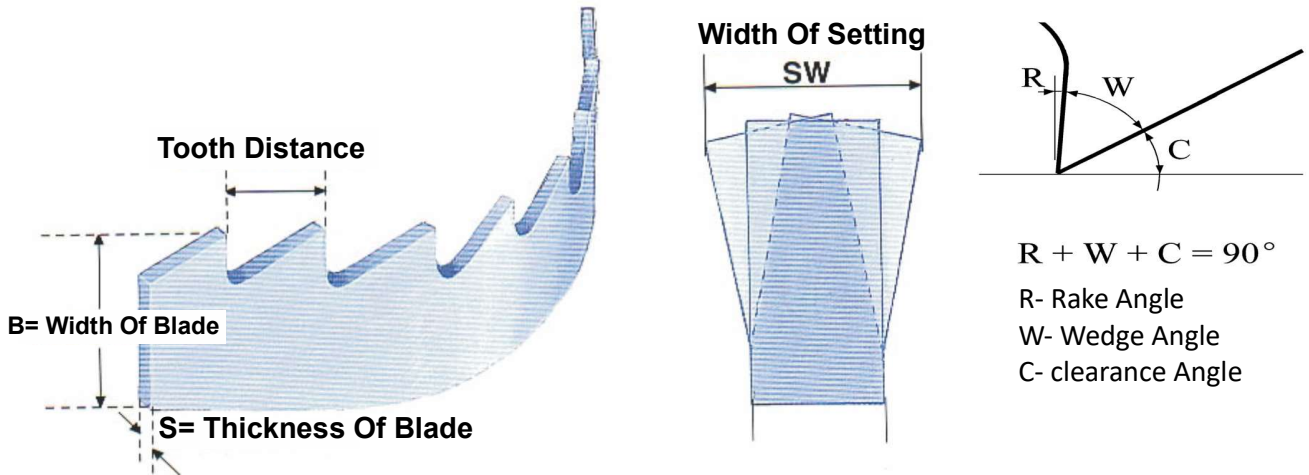 Tooth Distance
B= Width Of Blade
S= Thickness Of Blade
Width Of Setting
SW
R
W
C
R + W + C = 90°
R- Rake Angle
W- Wedge Angle
C- clearance Angle